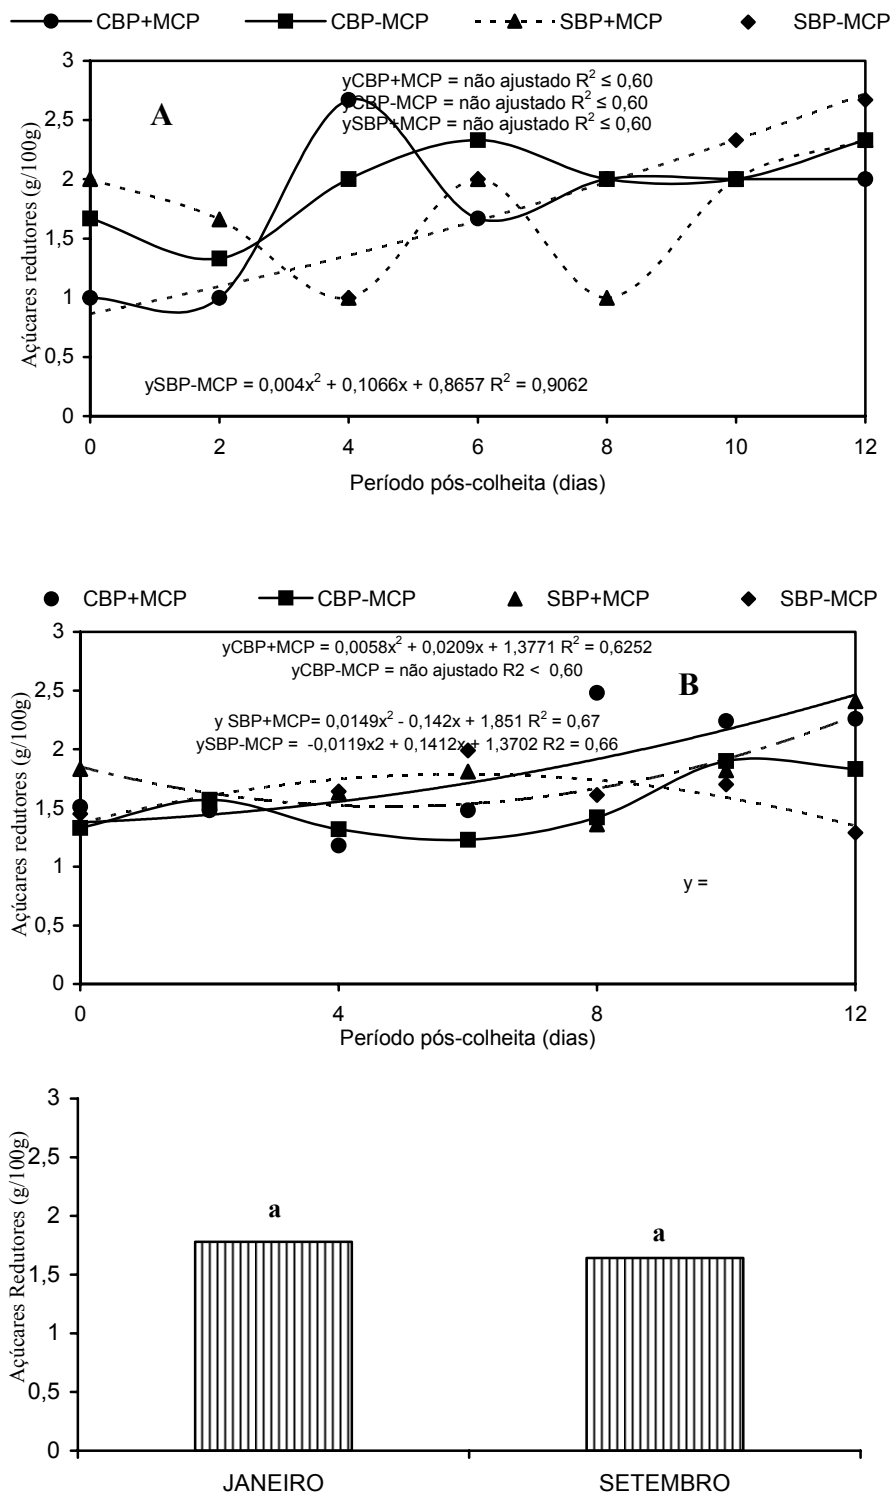 CBP+MCP CBP-MCP SBP+MCP SBP-MCP
3
yCBP+MCP = não ajustado R² ≤ 0,60
yCBP-MCP = não ajustado R² ≤ 0,60
ySBP+MCP = não ajustado R² ≤ 0,60
A
2,5
2
1,5
1
0,5
0
Açúcares redutores (g/100g)
ySBP-MCP = 0,004x² + 0,1066x + 0,8657 R² = 0,9062
0 2 4 6 8 10 12
Período pós-colheita (dias)
CBP+MCP CBP-MCP SBP+MCP SBP-MCP
3
yCBP+MCP = 0,0058x² + 0,0209x + 1,3771 R² = 0,6252
yCBP-MCP = não ajustado R2 < 0,60
B
2,5
y SBP+MCP= 0,0149x² - 0,142x + 1,851 R² = 0,67
ySBP-MCP = -0,0119x2 + 0,1412x + 1,3702 R2 = 0,66
2
1,5
1
0,5
0
Açúcares redutores (g/100g)
y =
0 4 8 12
Período pós-colheita (dias)
3
2,5
2
1,5
1
0,5
0
Açúcares Redutores (g/100g)
a a
JANEIRO SETEMBRO